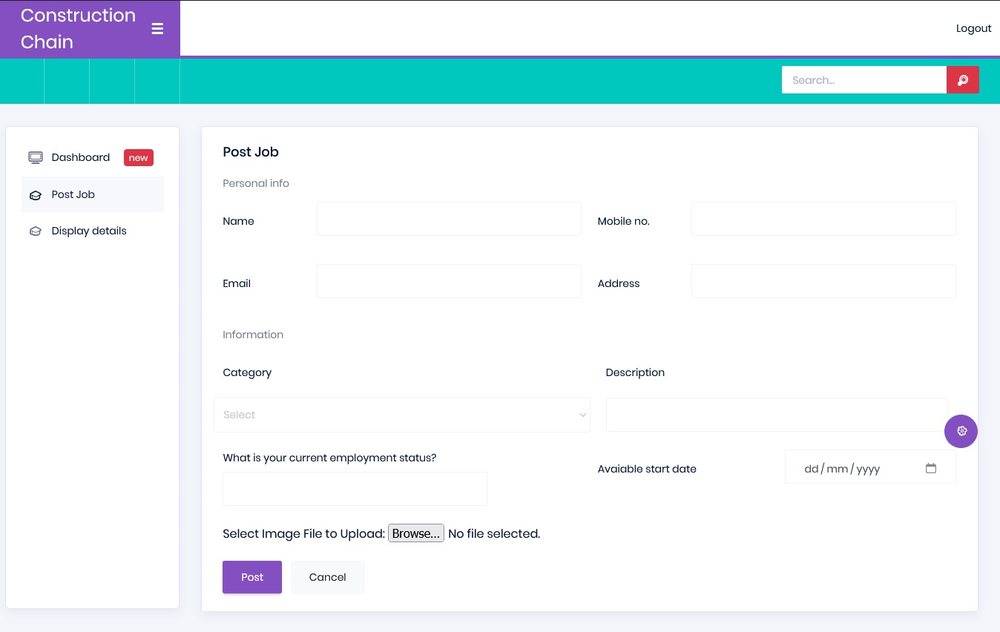 Construction
Chain
Logout
Search...
Dashboard new
Post Job
Display details
Post Job
Personal info
Name
Mobile no.
Email
Address
Information
Category
Description
Select
What is your current employment status?
Avaiable start date
dd / mm / yyyy
Select Image File to Upload: Browse... No file selected.
Post
Cancel